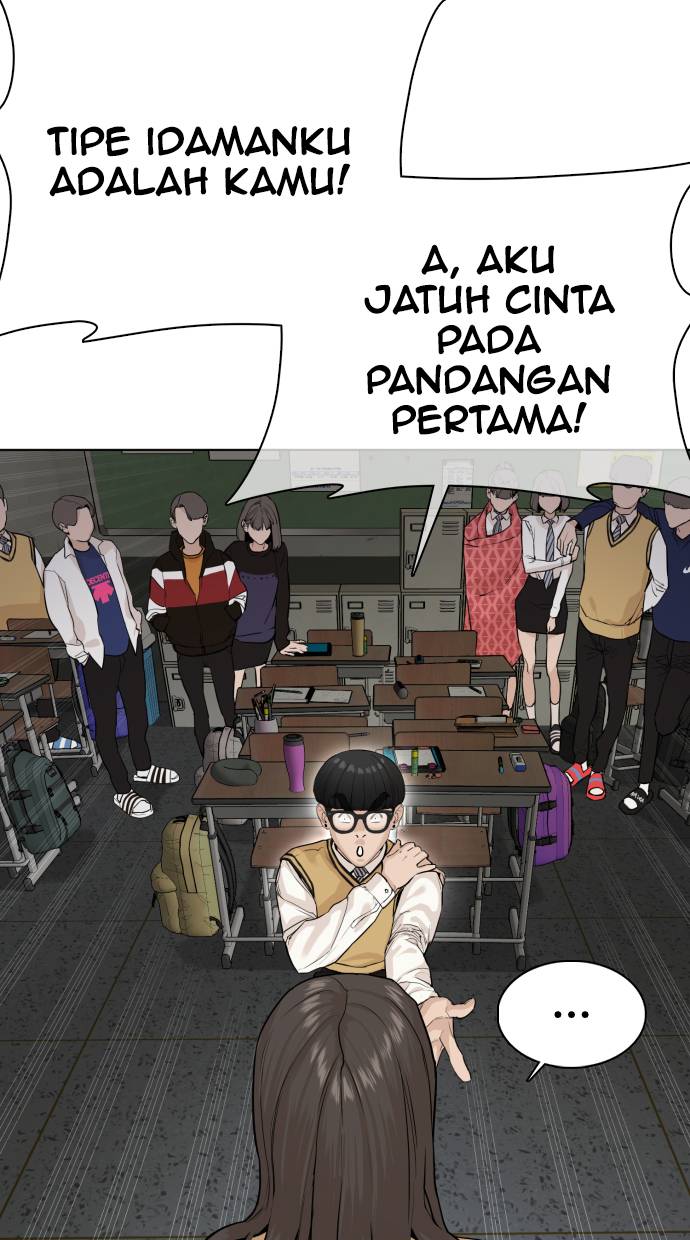 TIPE IDAMANKU
ADALAH KAMU!
A, AKU
JATUH CINTA
PADA
PANDANGAN
PERTAMA!
...